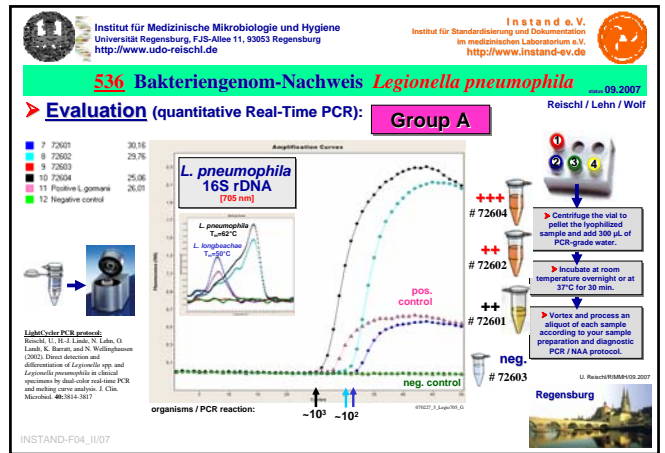 Institut für Medizinische Mikrobiologie und Hygiene
Universität Regensburg, FJS-Allee 11, 93053 Regensburg
http://www.udo-reischl.de
Instand e.V.
Institut für Standardisierung und Dokumentation
im medizinischen Laboratorium e.V.
http://www.instand-ev.de
536 Bakteriengenom-Nachweis Legionella pneumophila
status 09.2007
Evaluation (quantitative Real-Time PCR):
Group A
Reischl / Lehn / Wolf
7 72601 30,16
8 72602 29,76
9 72603
10 72604 25,06
11 Positive L.gormanii 26,01
12 Negative control
Amplification Curves
L. pneumophila
16S rDNA
[705 nm]
L. pneumophila
Tm=62°C
L. longbeachae
Tm=50°C
pos.
control
neg. control
+++
# 72604
++
# 72602
++
# 72601
neg.
# 72603
1
2
3
4
Centrifuge the vial to
pellet the lyophilized
sample and add 300 µL of
PCR-grade water.
Incubate at room
temperature overnight or at
37°C for 30 min.
Vortex and process an
aliquot of each sample
according to your sample
preparation and diagnostic
PCR / NAA protocol.
LightCycler PCR protocol:
Reischl, U., H.-J. Linde, N. Lehn, O.
Landt, K. Barratt, and N. Wellinghausen
(2002). Direct detection and
differentiation of Legionella spp. and
Legionella pneumophila in clinical
specimens by dual-color real-time PCR
and melting curve analysis. J. Clin.
Microbiol. 40:3814-3817
organisms / PCR reaction:
~10³
~10²
U. Reischl/RIMMH/09.2007
Regensburg
INSTAND-F04_II/07